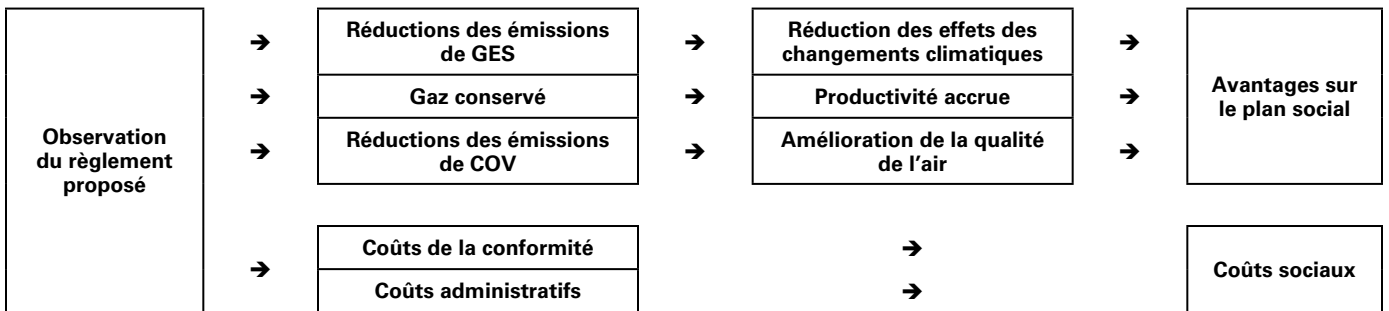 Observation
du règlement
proposé
➔
Réductions des émissions
de GES
➔
Réduction des effets des
changements climatiques
➔
➔
Gaz conservé
➔
Productivité accrue
➔
➔
Réductions des émissions
de COV
➔
Amélioration de la qualité
de l’air
➔
Avantages sur
le plan social
➔
Coûts de la conformité
➔
Coûts administratifs
➔
Coûts sociaux